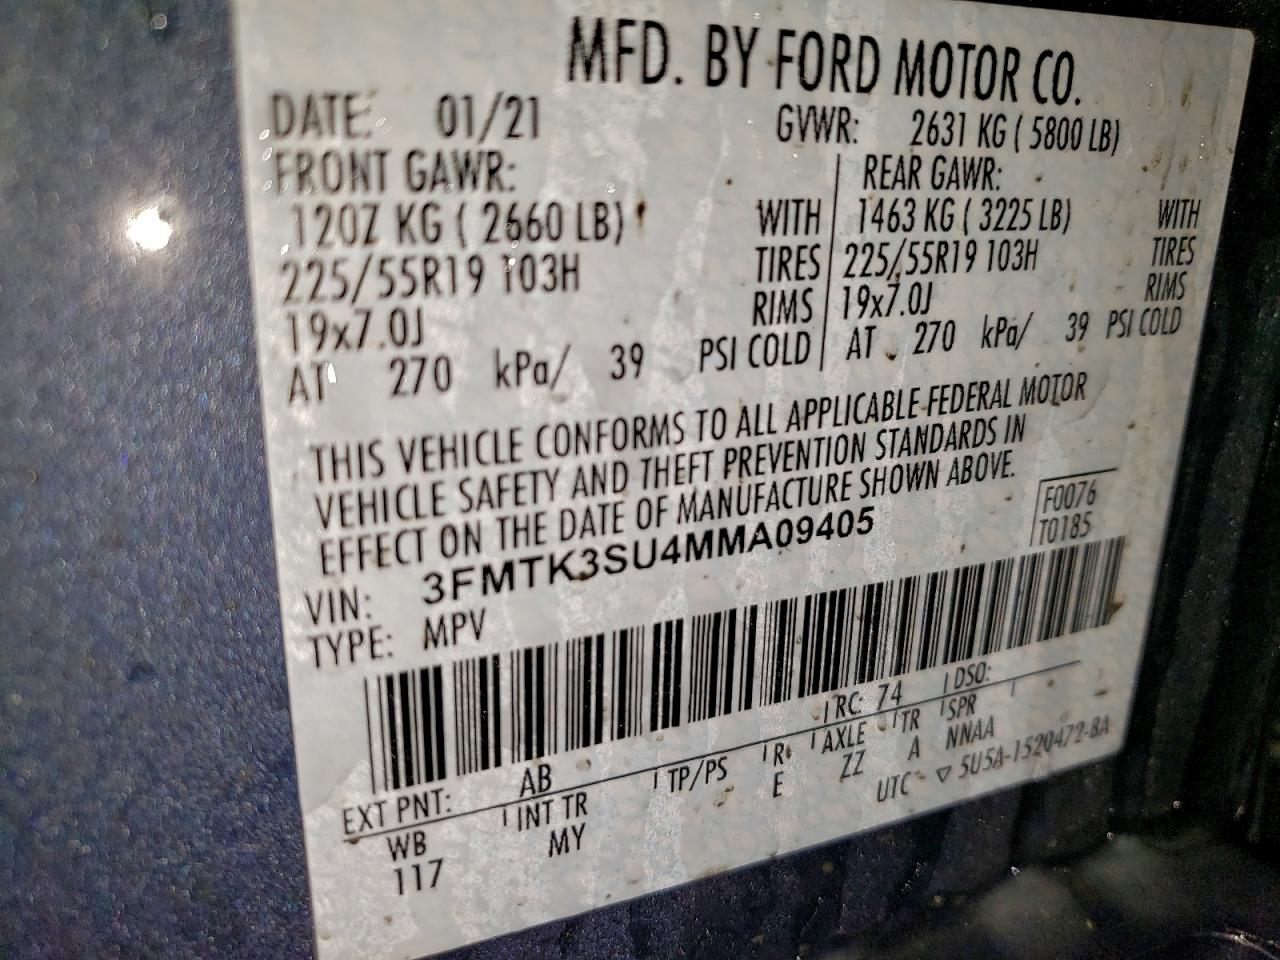 MFD. BY FORD MOTOR CO.
DATE: 01/21 GVWR: 2631 KG ( 5800 LB)
FRONT GAWR: REAR GAWR:
1207 KG ( 2660 LB) WITH 1463 KG ( 3225 LB) WITH
225/55R19 103H TIRES 225/55R19 103H TIRES
19x7.0J RIMS 19x7.0J RIMS
AT 270 kPa/ 39 PSI COLD AT 270 kPa/ 39 PSI COLD
THIS VEHICLE CONFORMS TO ALL APPLICABLE FEDERAL MOTOR
VEHICLE SAFETY AND THEFT PREVENTION STANDARDS IN
EFFECT ON THE DATE OF MANUFACTURE SHOWN ABOVE.
F0076
T0185
VIN: 3FMTK3SU4MMA09405
TYPE: MPV
EXT PNT: AB RC: 74 DSO:
WB INT TR TP/PS R AXLE TR SPR
117 MY E ZZ A NNAA
UTC ▽ 5U5A-1520472-BA